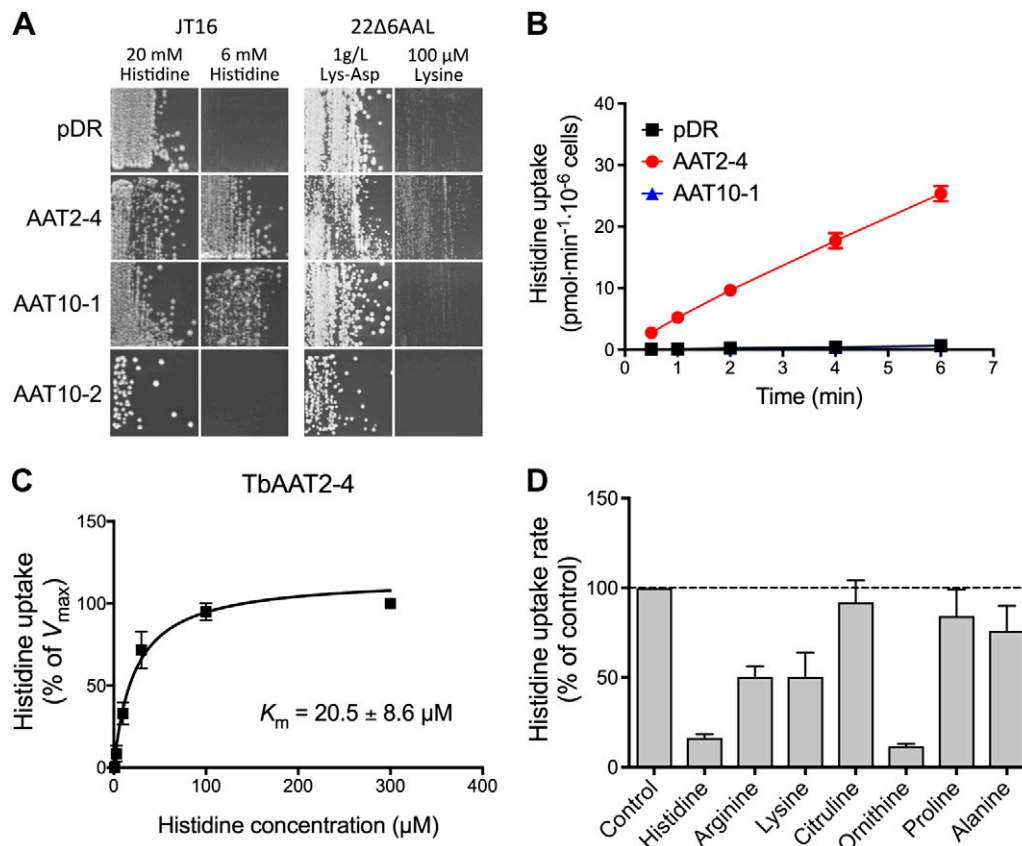 A
JT16
22Δ6AAL
20 mM
Histidine
6 mM
Histidine
1g/L
Lys-Asp
100 µM
Lysine
pDR
AAT2-4
AAT10-1
AAT10-2
B
Histidine uptake
(pmol·min⁻¹·10⁻⁶ cells)
40
30
20
10
0
pDR
AAT2-4
AAT10-1
0 1 2 3 4 5 6 7
Time (min)
C
TbAAT2-4
Histidine uptake
(% of Vmax)
150
100
50
0
Km = 20.5 ± 8.6 µM
0 100 200 300 400
Histidine concentration (µM)
D
Histidine uptake rate
(% of control)
150
100
50
0
Control
Histidine
Arginine
Lysine
Citruline
Ornithine
Proline
Alanine